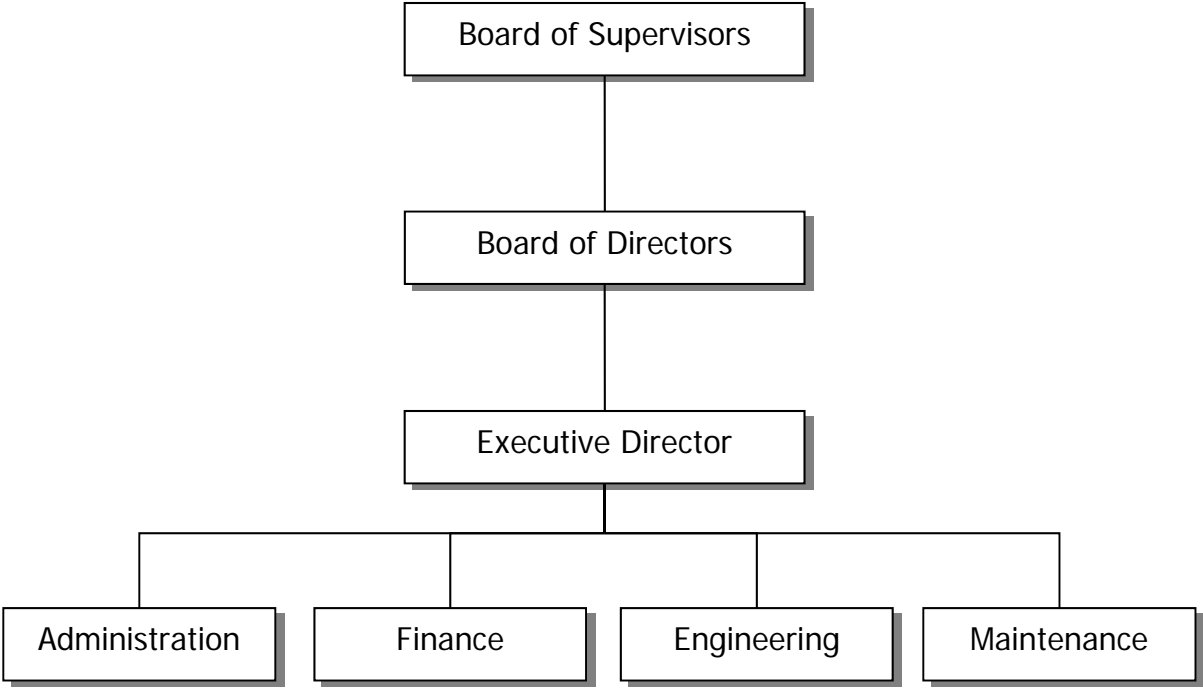 Board of Supervisors
Board of Directors
Executive Director
Administration
Finance
Engineering
Maintenance